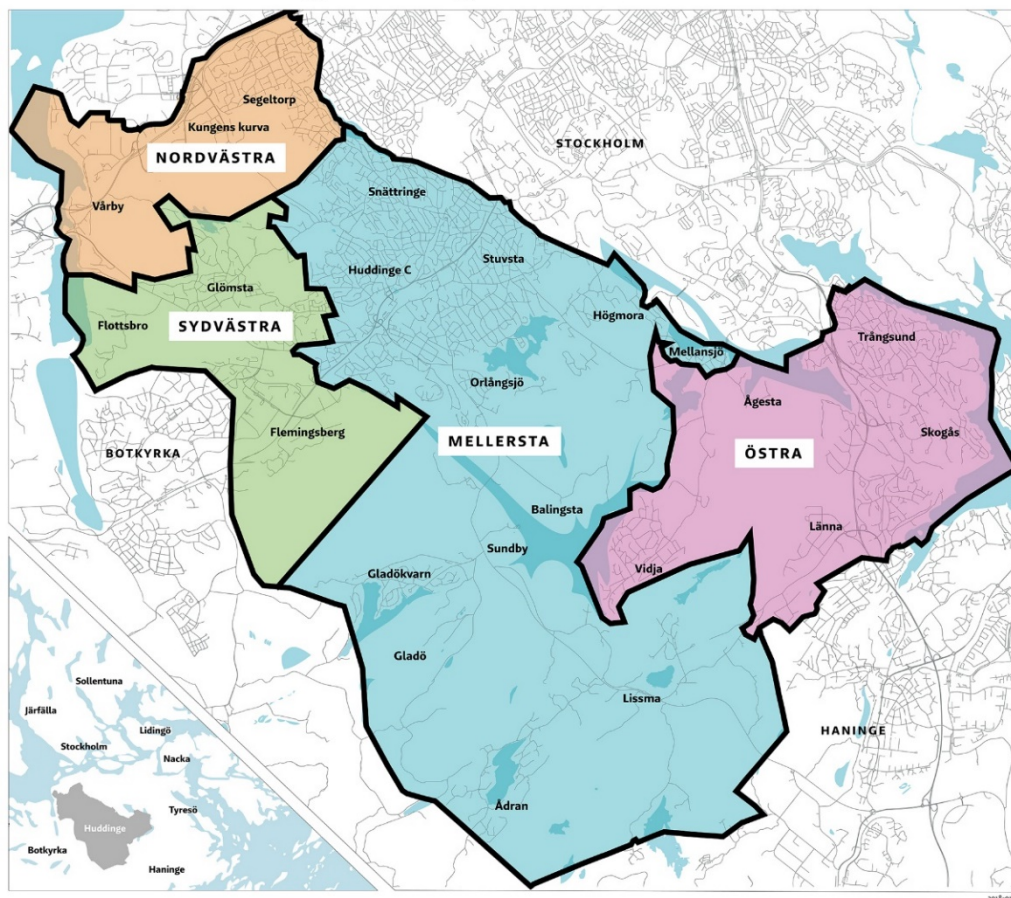 Segeltorp
Kungens kurva
STOCKHOLM
NORDVÄSTRA
Snättringe
Vårby
Stuvsta
Huddinge C
Glömsta
Högmora
Flottsbro
SYDVÄSTRA
Trångsund
Mellansjö
Orlångsjö
Ågesta
Flemingsberg
Skogås
MELLERSTA
BOTKYRKA
ÖSTRA
Balingsta
Länna
Sundby
Vidja
Gladökvarn
Gladö
Lissma
HANINGE
Ådran
Sollentuna
Järfälla
Lidingö
Stockholm
Nacka
Tyresö
Huddinge
Botkyrka
Haninge